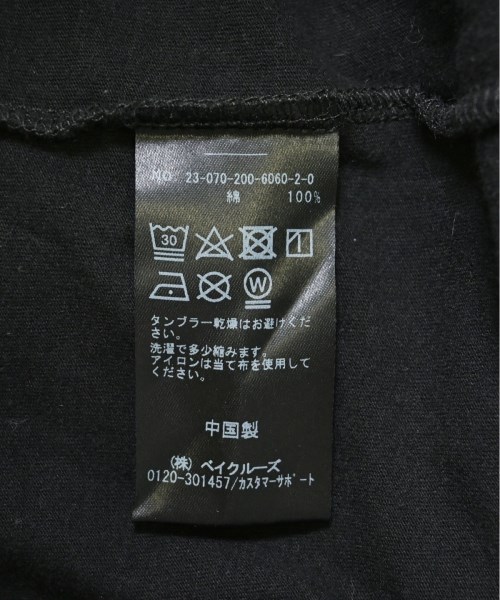 NO 23-070-200-6060-2-0
綿 100%
30
W
タンブラー乾燥はお避けくだ
さい。
洗濯で多少縮みます。
アイロンは当て布を使用して
ください。
中国製
(株) ベイクルーズ
0120-301457/カスタマーサポート